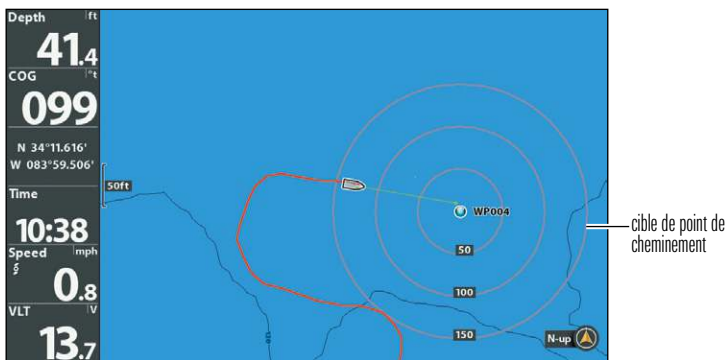 Depth ft
41.4
COG °t
099
N 34°11.616'
W 083°59.506'
Time
10:38
Speed mph
0.8
VLT V
13.7
50ft
WP004
50
100
150
N-up
cible de point de
cheminement